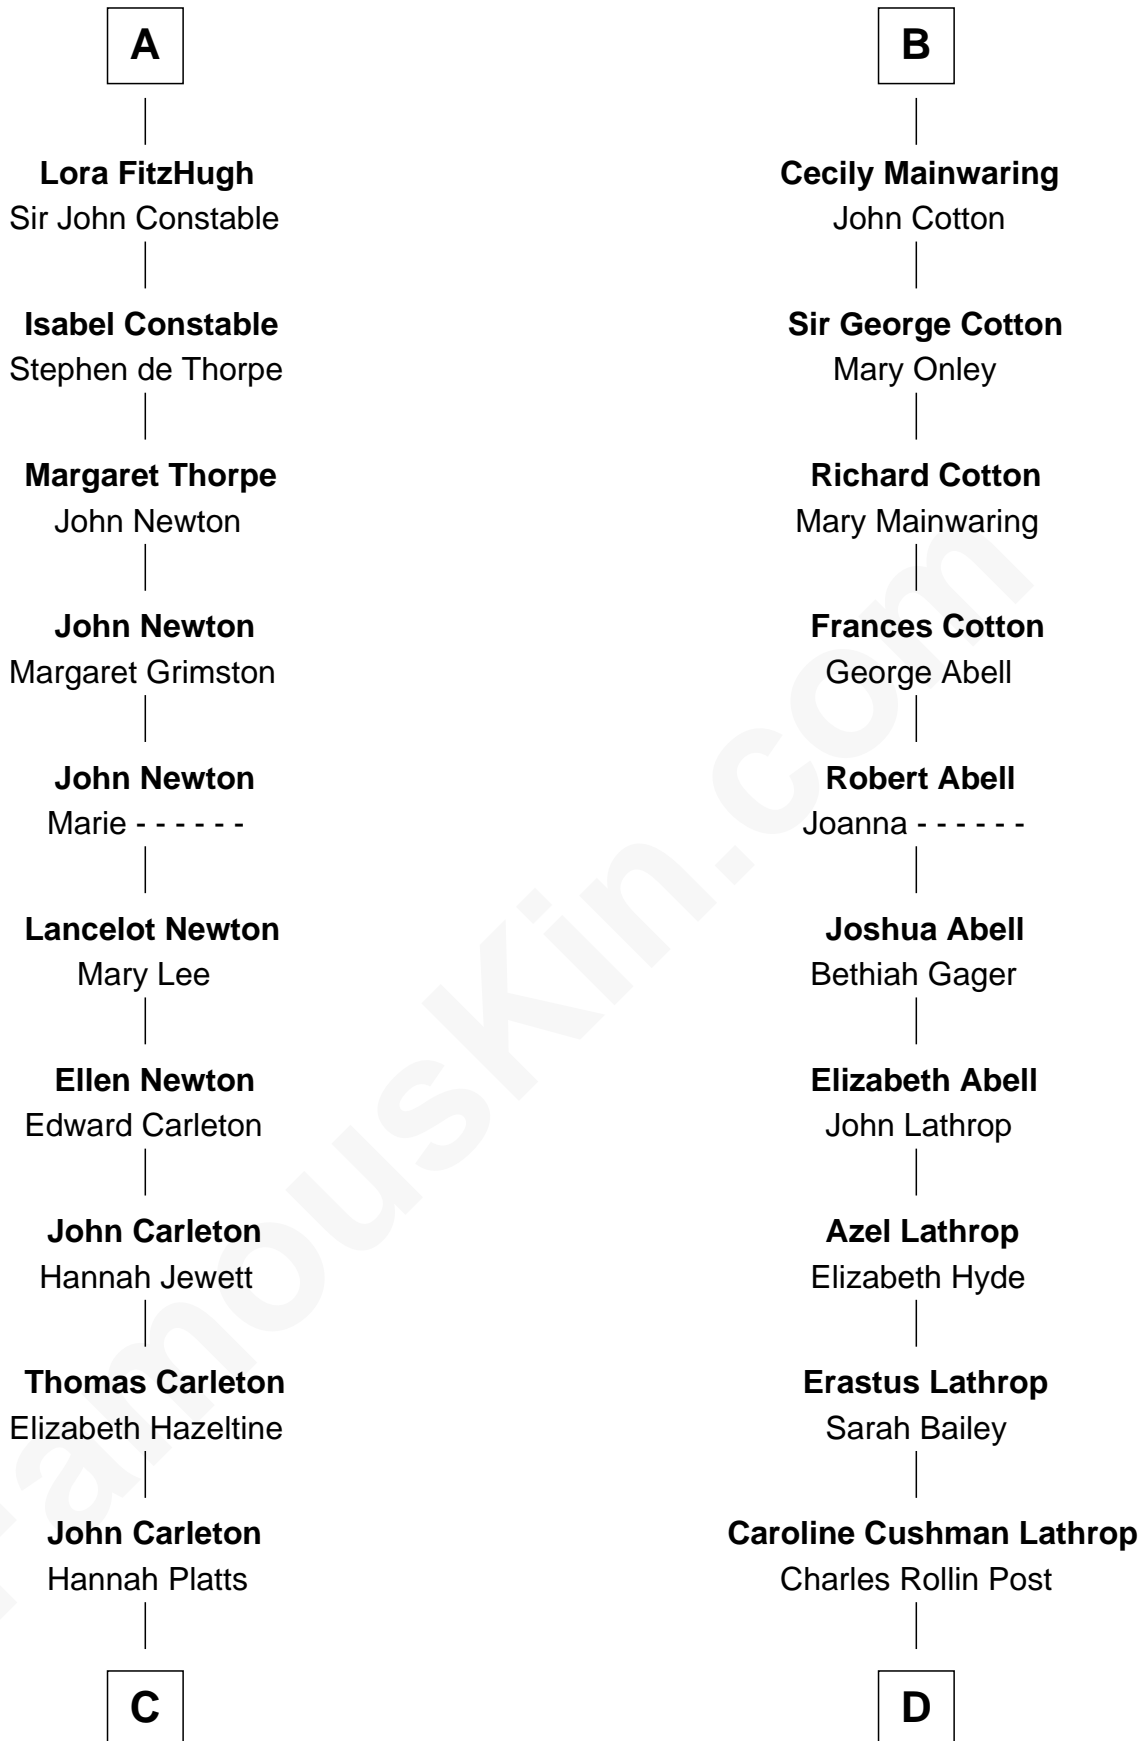 A
Lora FitzHugh
Sir John Constable
Isabel Constable
Stephen de Thorpe
Margaret Thorpe
John Newton
John Newton
Margaret Grimston
John Newton
Marie - - - - - -
Lancelot Newton
Mary Lee
Ellen Newton
Edward Carleton
John Carleton
Hannah Jewett
Thomas Carleton
Elizabeth Hazeltine
John Carleton
Hannah Platts
C
B
Cecily Mainwaring
John Cotton
Sir George Cotton
Mary Onley
Richard Cotton
Mary Mainwaring
Frances Cotton
George Abell
Robert Abell
Joanna - - - - - -
Joshua Abell
Bethiah Gager
Elizabeth Abell
John Lathrop
Azel Lathrop
Elizabeth Hyde
Erastus Lathrop
Sarah Bailey
Caroline Cushman Lathrop
Charles Rollin Post
D
FamousKin.com